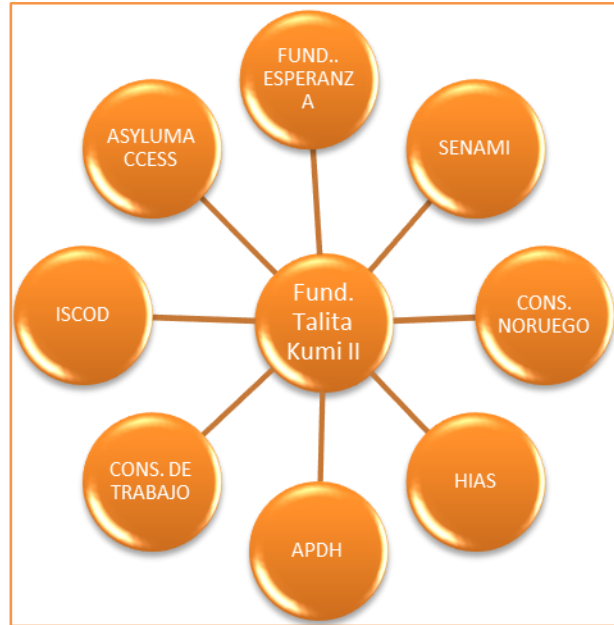 FUND..
ESPERANZ
A
SENAMI
CONS.
NORUEGO
HIAS
APDH
CONS. DE
TRABAJO
ISCOD
ASYLUMA
CCESS
Fund.
Talita
Kumi II